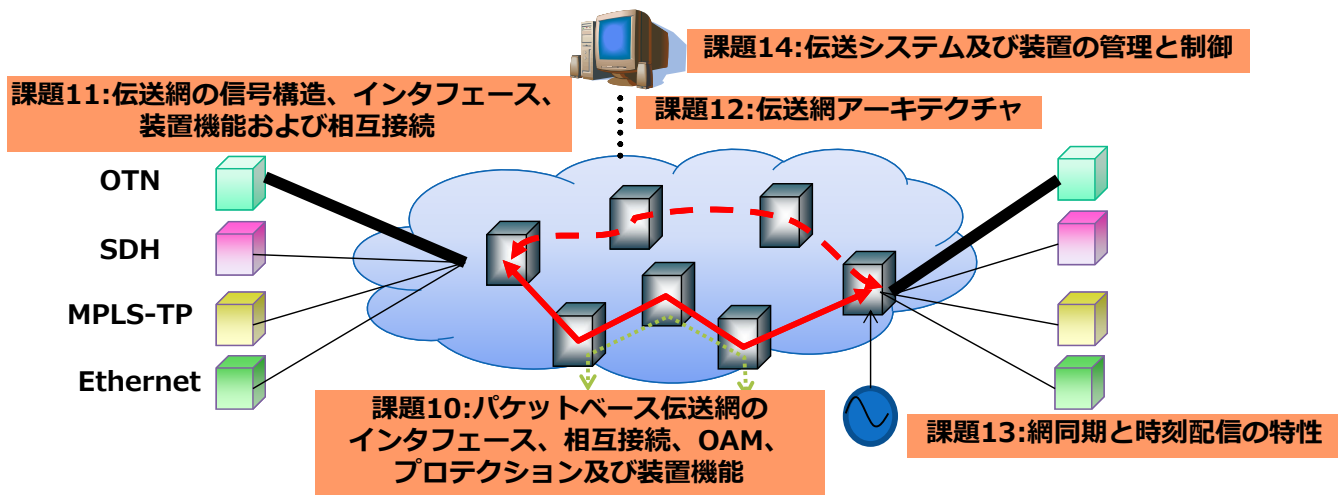 課題14:伝送システム及び装置の管理と制御
課題11:伝送網の信号構造、インタフェース、
装置機能および相互接続
課題12:伝送網アーキテクチャ
OTN
SDH
MPLS-TP
Ethernet
課題10:パケットベース伝送網の
インタフェース、相互接続、OAM、
プロテクション及び装置機能
課題13:網同期と時刻配信の特性